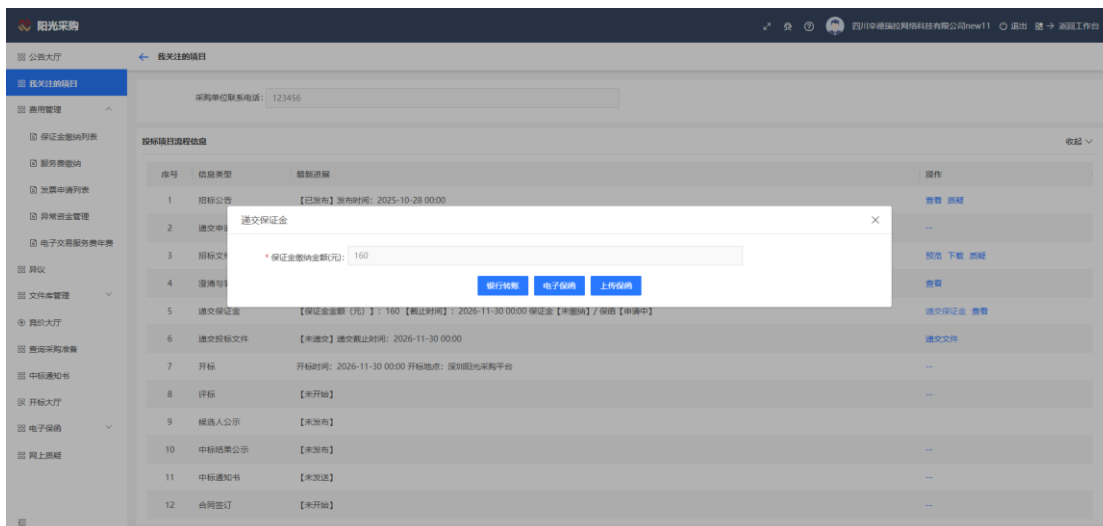 阳光采购
四川幸德瑞拉网络科技有限公司new11 退出 返回工作台
公告大厅
我关注的项目
费用管理
保证金缴纳列表
服务费缴纳
发票申请列表
异常资金管理
电子交易服务费年费
异议
文件库管理
竞价大厅
查询采购准备
中标通知书
开标大厅
电子保函
网上质疑
← 我关注的项目
采购单位联系电话： 123456
投标项目流程信息 收起
序号 信息类型 最新进展 操作
1 招标公告 【已发布】发布时间：2025-10-28 00:00 查看 质疑
2 递交申 --
3 招标文 预览 下载 质疑
4 澄清与 查看
5 递交保证金 【保证金金额（元）】：160 【截止时间】：2026-11-30 00:00 保证金【未缴纳】/ 保函【申请中】 递交保证金 查看
6 递交投标文件 【未递交】递交截止时间：2026-11-30 00:00 递交文件
7 开标 开标时间：2026-11-30 00:00 开标地点：深圳阳光采购平台 --
8 评标 【未开始】 --
9 候选人公示 【未发布】
10 中标结果公示 【未发布】 --
11 中标通知书 【未发送】 --
12 合同签订 【未开始】 --
递交保证金
* 保证金缴纳金额(元)： 160
银行转账 电子保函 上传保函